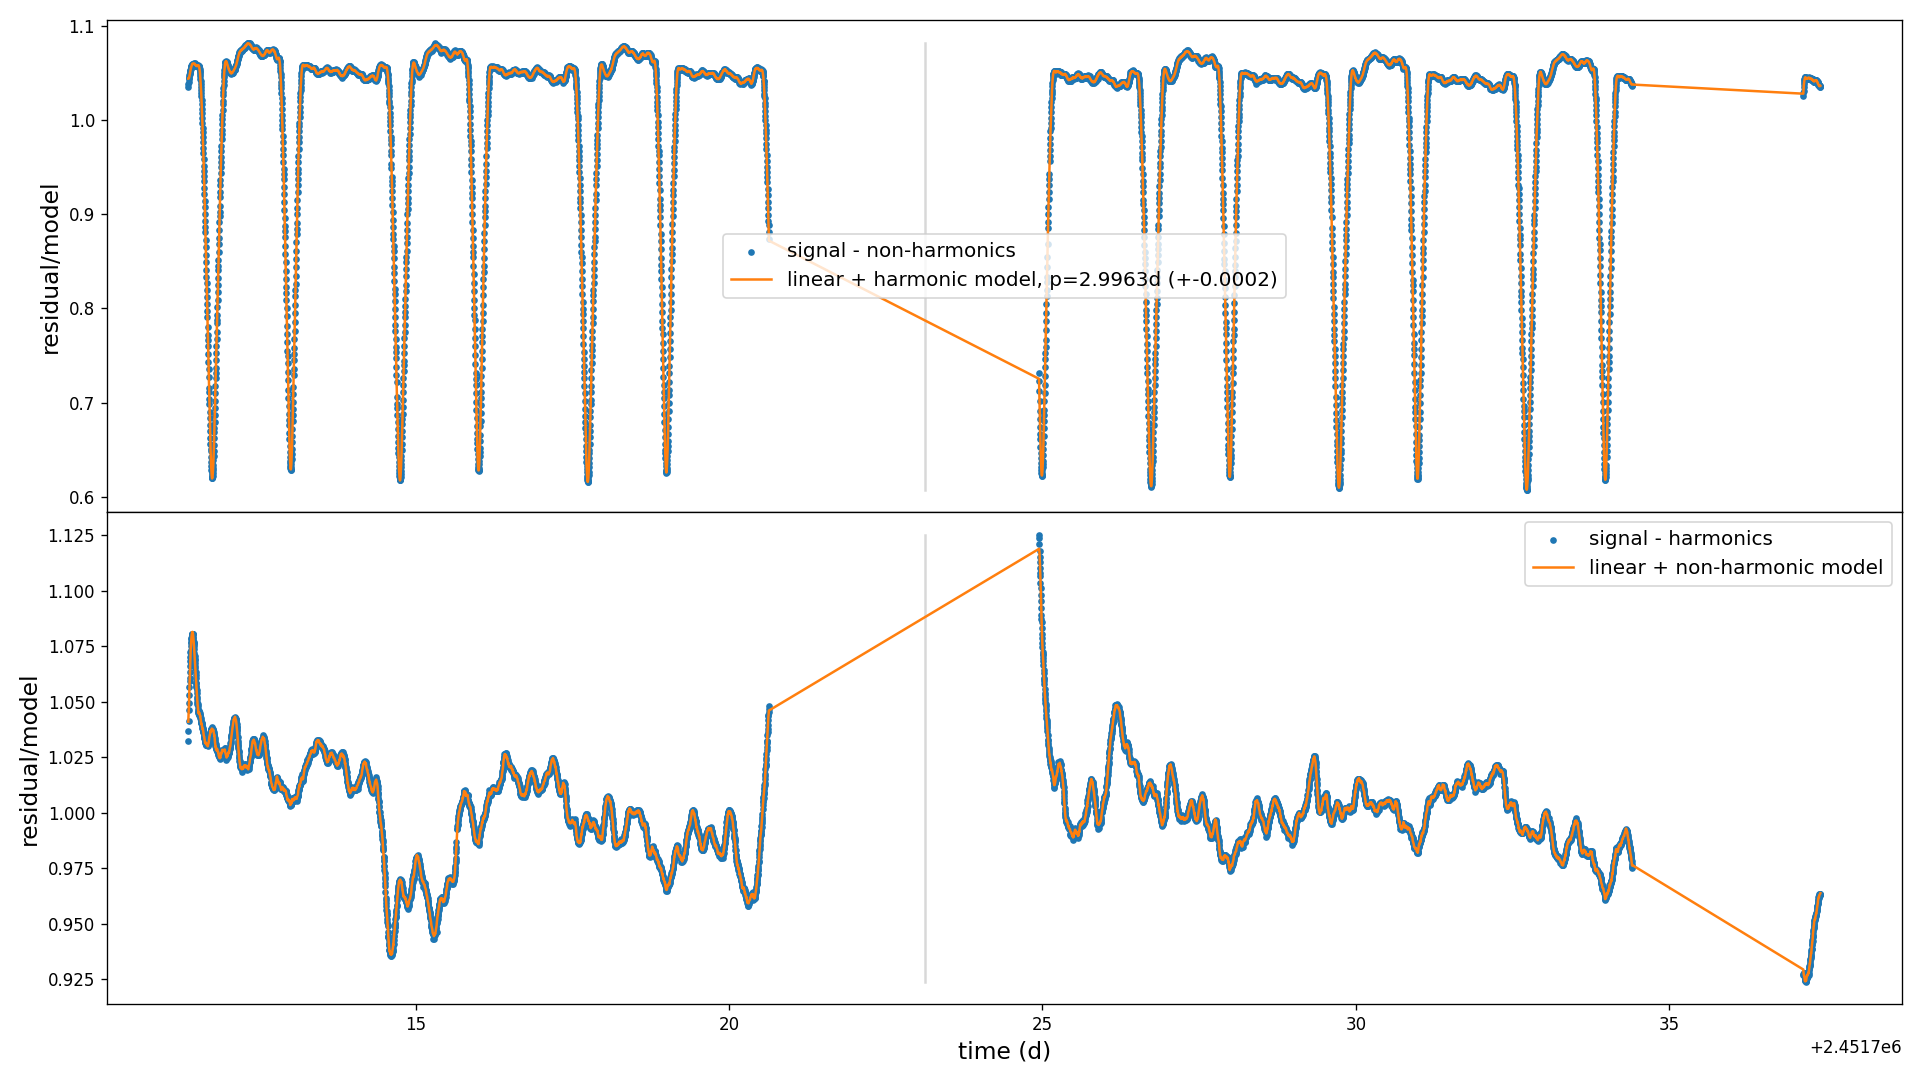 1.1
1.0
0.9
0.8
0.7
0.6
residual/model
signal - non-harmonics
linear + harmonic model, p=2.9963d (+-0.0002)
1.125
1.100
1.075
1.050
1.025
1.000
0.975
0.950
0.925
residual/model
signal - harmonics
linear + non-harmonic model
15 20 25 30 35
time (d)
+2.4517e6